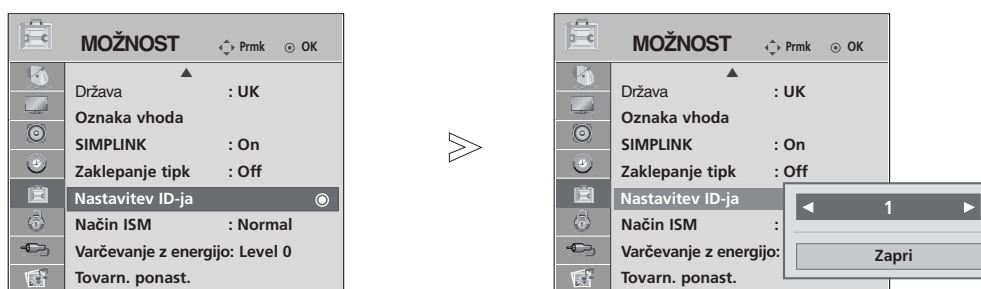 MOŽNOST Prmk OK
Država : UK
Oznaka vhoda
SIMPLINK : On
Zaklepanje tipk : Off
Nastavitev ID-ja
Način ISM : Normal
Varčevanje z energijo: Level 0
Tovarn. ponast.
MOŽNOST Prmk OK
Država : UK
Oznaka vhoda
SIMPLINK : On
Zaklepanje tipk : Off
Nastavitev ID-ja
Način ISM :
Varčevanje z energijo:
Tovarn. ponast.
1
Zapri